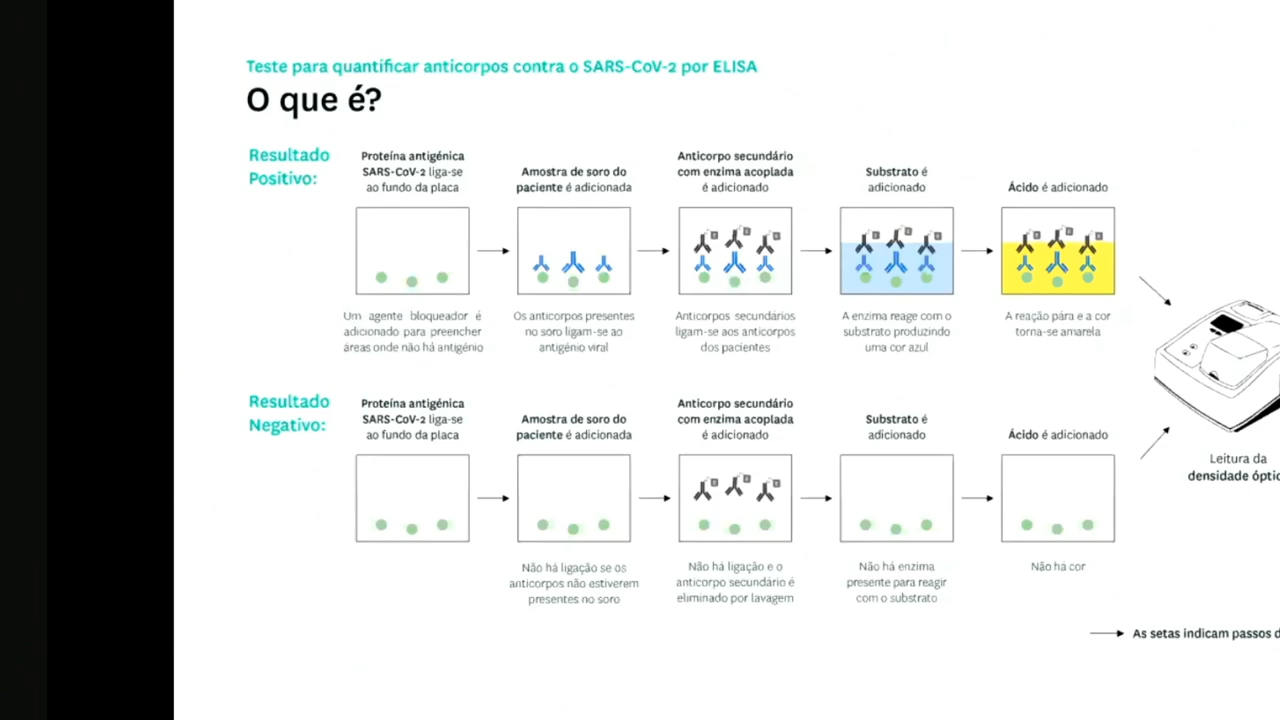 Teste para quantificar anticorpos contra o SARS-CoV-2 por ELISA
O que é?
Resultado
Positivo:
Proteína antigénica
SARS-CoV-2 liga-se
ao fundo da placa
Amostra de soro do
paciente é adicionada
Anticorpo secundário
com enzima acoplada
é adicionado
Substrato é
adicionado
Ácido é adicionado
Um agente bloqueador é
adicionado para preencher
áreas onde não há antigénio
Os anticorpos presentes
no soro ligam-se ao
antigénio viral
Anticorpos secundários
ligam-se aos anticorpos
dos pacientes
A enzima reage com o
substrato produzindo
uma cor azul
A reação pára e a cor
torna-se amarela
Resultado
Negativo:
Proteína antigénica
SARS-CoV-2 liga-se
ao fundo da placa
Amostra de soro do
paciente é adicionada
Anticorpo secundário
com enzima acoplada
é adicionado
Substrato é
adicionado
Ácido é adicionado
Leitura da
densidade óptic
Não há ligação se os
anticorpos não estiverem
presentes no soro
Não há ligação e o
anticorpo secundário é
eliminado por lavagem
Não há enzima
presente para reagir
com o substrato
Não há cor
As setas indicam passos d